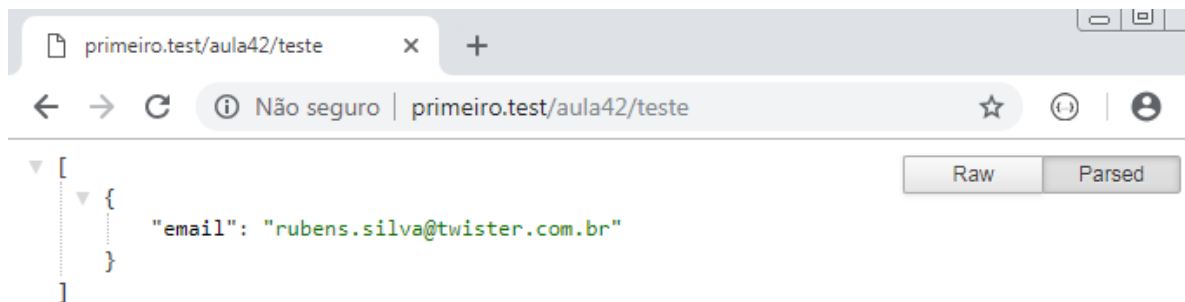 primeiro.test/aula42/teste
Não seguro | primeiro.test/aula42/teste
Raw Parsed
[
{
"email": "rubens.silva@twister.com.br"
}
]